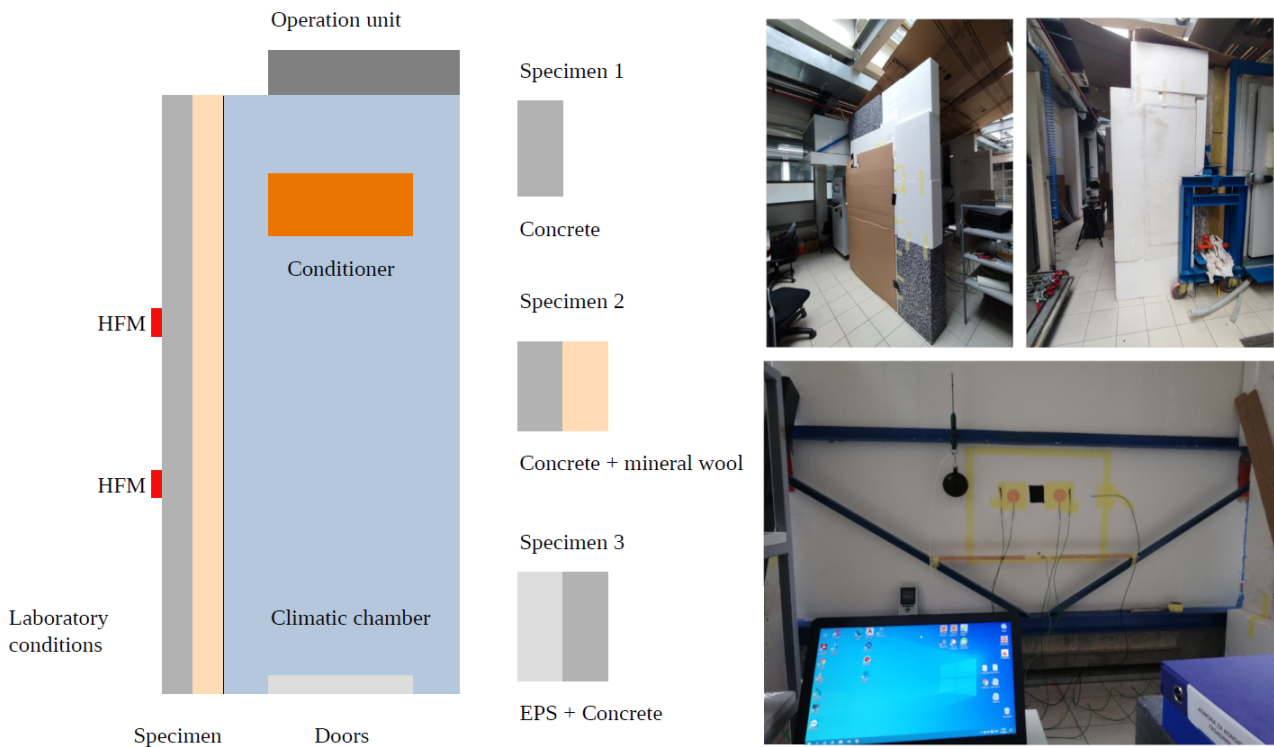 Operation unit
Specimen 1
Concrete
Conditioner
Specimen 2
HFM
Concrete + mineral wool
HFM
Specimen 3
Laboratory
conditions
Climatic chamber
EPS + Concrete
Specimen
Doors